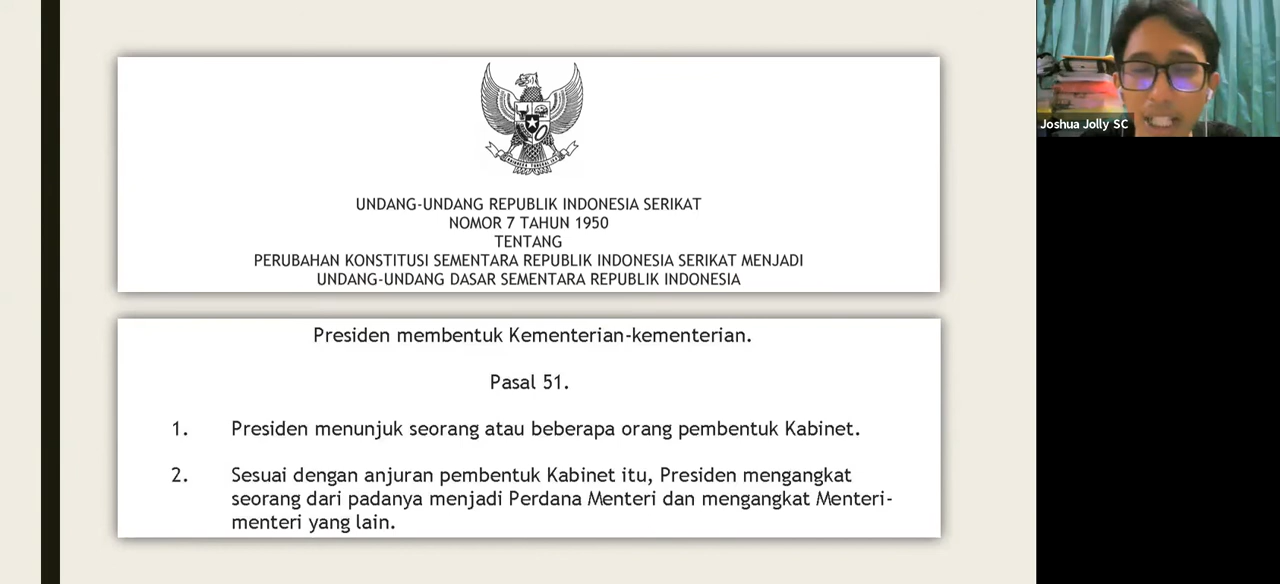 UNDANG-UNDANG REPUBLIK INDONESIA SERIKAT
NOMOR 7 TAHUN 1950
TENTANG
PERUBAHAN KONSTITUSI SEMENTARA REPUBLIK INDONESIA SERIKAT MENJADI
UNDANG-UNDANG DASAR SEMENTARA REPUBLIK INDONESIA
Presiden membentuk Kementerian-kementerian.
Pasal 51.
1. Presiden menunjuk seorang atau beberapa orang pembentuk Kabinet.
2. Sesuai dengan anjuran pembentuk Kabinet itu, Presiden mengangkat
seorang dari padanya menjadi Perdana Menteri dan mengangkat Menteri-
menteri yang lain.
Joshua Jolly SC